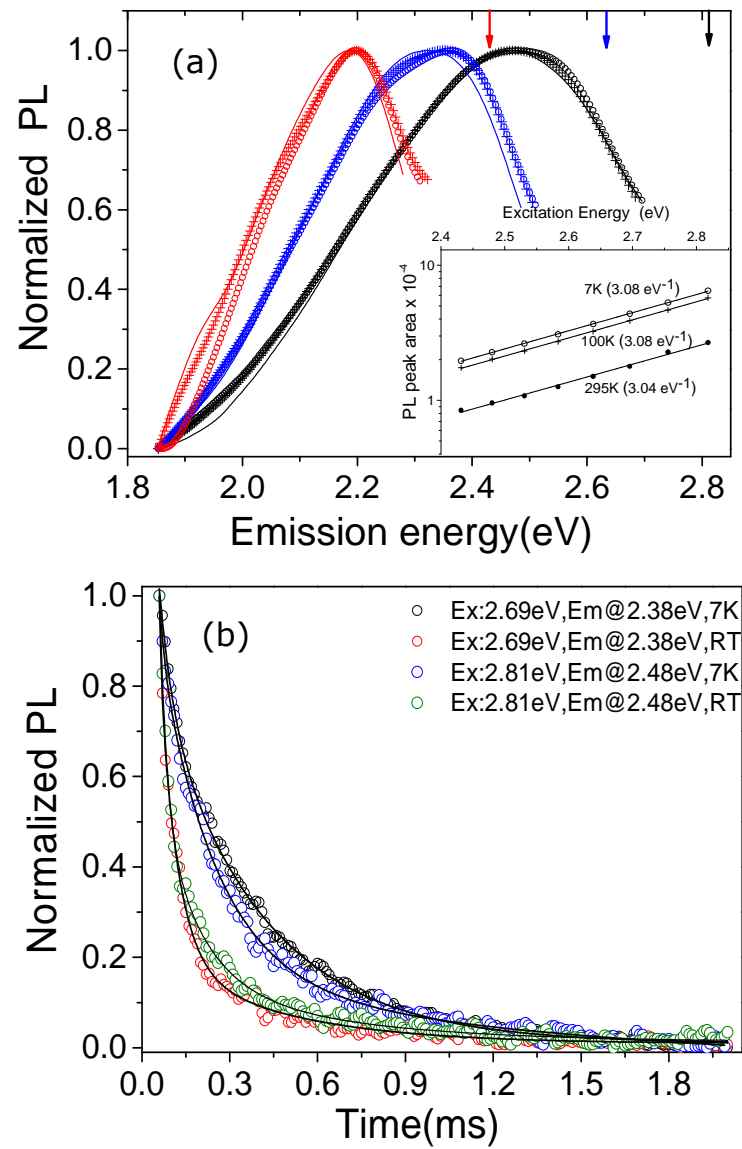 (a)
Normalized PL
1.0
0.8
0.6
0.4
0.2
0.0
1.8
2.0
2.2
2.4
2.6
2.8
Emission energy(eV)
Excitation Energy (eV)
2.4
2.5
2.6
2.7
2.8
PL peak area x 10⁻⁴
10
1
7K (3.08 eV⁻¹)
100K (3.08 eV⁻¹)
295K (3.04 eV⁻¹)
(b)
Normalized PL
1.0
0.8
0.6
0.4
0.2
0.0
Ex:2.69eV,Em@2.38eV,7K
Ex:2.69eV,Em@2.38eV,RT
Ex:2.81eV,Em@2.48eV,7K
Ex:2.81eV,Em@2.48eV,RT
0.0
0.3
0.6
0.9
1.2
1.5
1.8
Time(ms)